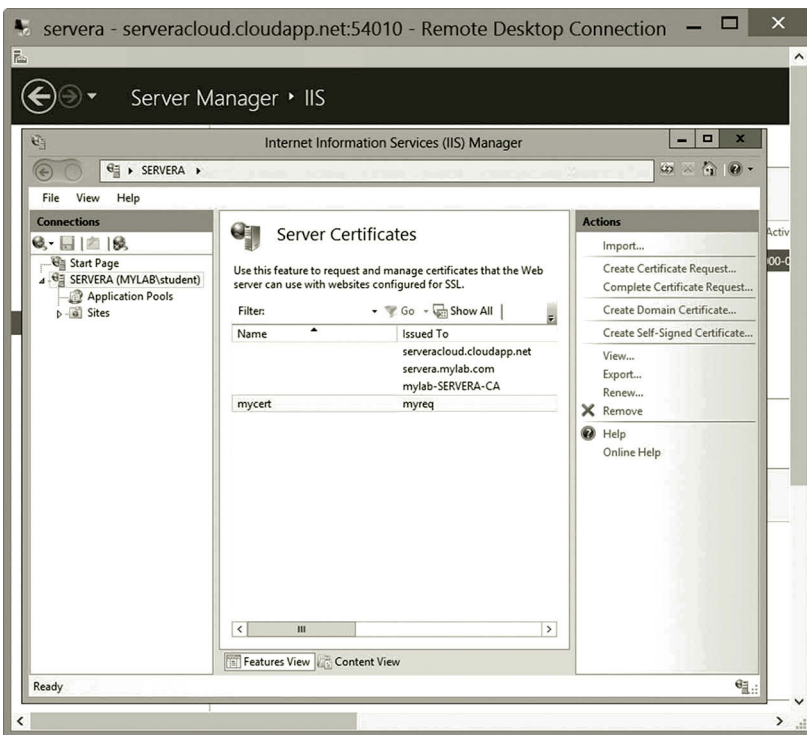 servera - serveracloud.cloudapp.net:54010 - Remote Desktop Connection
Server Manager ‣ IIS
Internet Information Services (IIS) Manager
SERVERA
File View Help
Connections
Start Page
SERVERA (MYLAB\student)
Application Pools
Sites
Server Certificates
Use this feature to request and manage certificates that the Web
server can use with websites configured for SSL.
Filter: Go Show All
Name Issued To
serveracloud.cloudapp.net
servera.mylab.com
mylab-SERVERA-CA
mycert myreq
Features View Content View
Actions
Import...
Create Certificate Request...
Complete Certificate Request...
Create Domain Certificate...
Create Self-Signed Certificate...
View...
Export...
Renew...
Remove
Help
Online Help
Activ
Ready